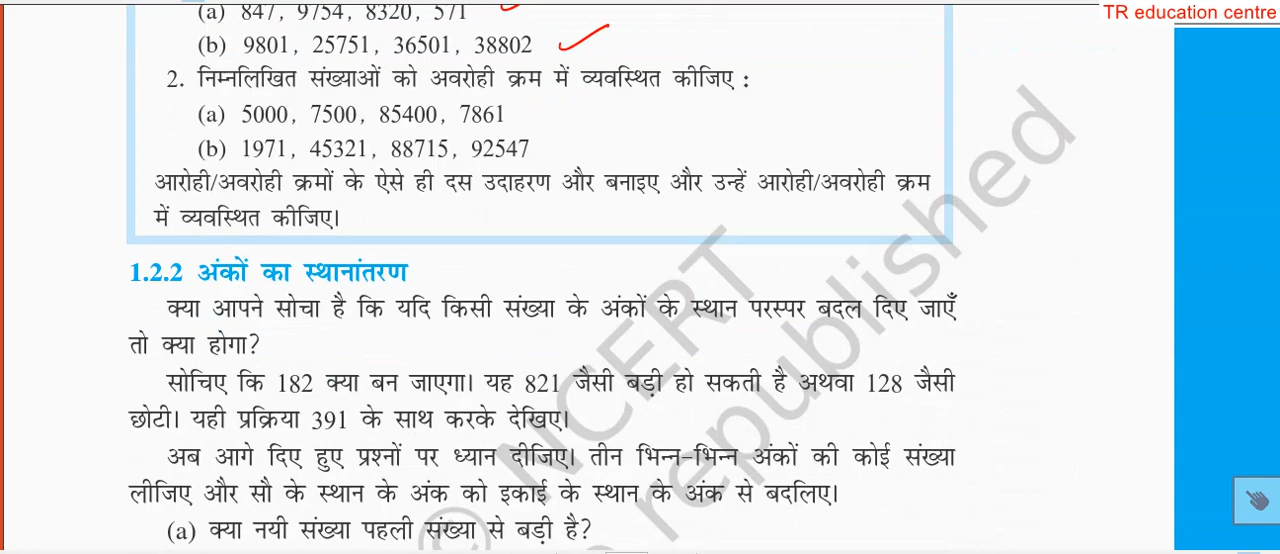 TR education centre
(a) 847, 9754, 8320, 571
(b) 9801, 25751, 36501, 38802
2. निम्नलिखित संख्याओं को अवरोही क्रम में व्यवस्थित कीजिए :
(a) 5000, 7500, 85400, 7861
(b) 1971, 45321, 88715, 92547
आरोही/अवरोही क्रमों के ऐसे ही दस उदाहरण और बनाइए और उन्हें आरोही/अवरोही क्रम
में व्यवस्थित कीजिए।
1.2.2 अंकों का स्थानांतरण
क्या आपने सोचा है कि यदि किसी संख्या के अंकों के स्थान परस्पर बदल दिए जाएँ
तो क्या होगा?
सोचिए कि 182 क्या बन जाएगा। यह 821 जैसी बड़ी हो सकती है अथवा 128 जैसी
छोटी। यही प्रक्रिया 391 के साथ करके देखिए।
अब आगे दिए हुए प्रश्नों पर ध्यान दीजिए। तीन भिन्न-भिन्न अंकों की कोई संख्या
लीजिए और सौ के स्थान के अंक को इकाई के स्थान के अंक से बदलिए।
(a) क्या नयी संख्या पहली संख्या से बड़ी है?
© NCERT
republished